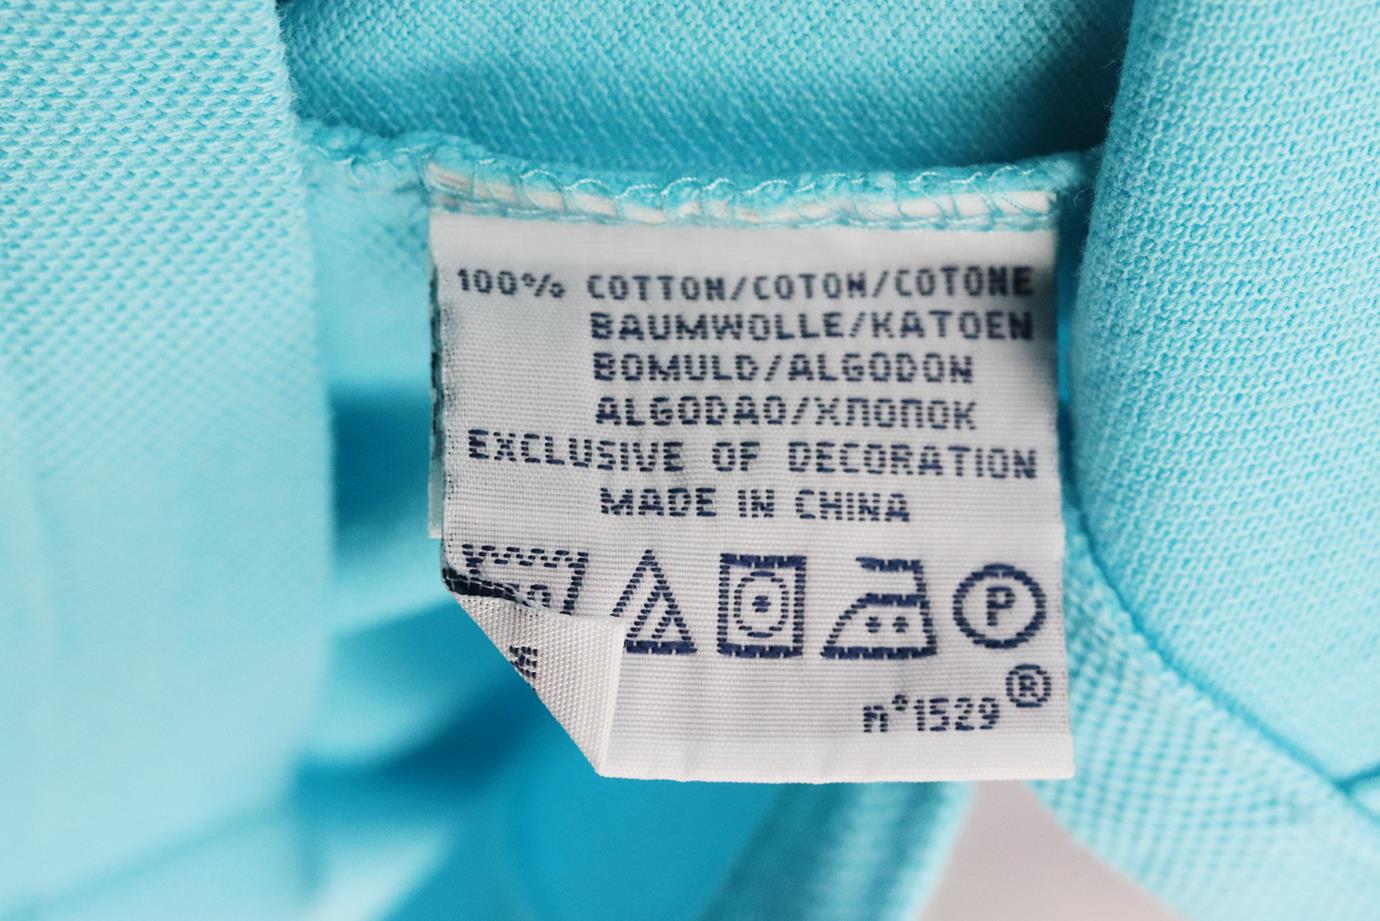 100% COTTON/COTON/COTONE
BAUMWOLLE/KATOEN
BOMULD/ALGODON
ALGODAO/ХЛОПОК
EXCLUSIVE OF DECORATION
MADE IN CHINA
P
n°1529®